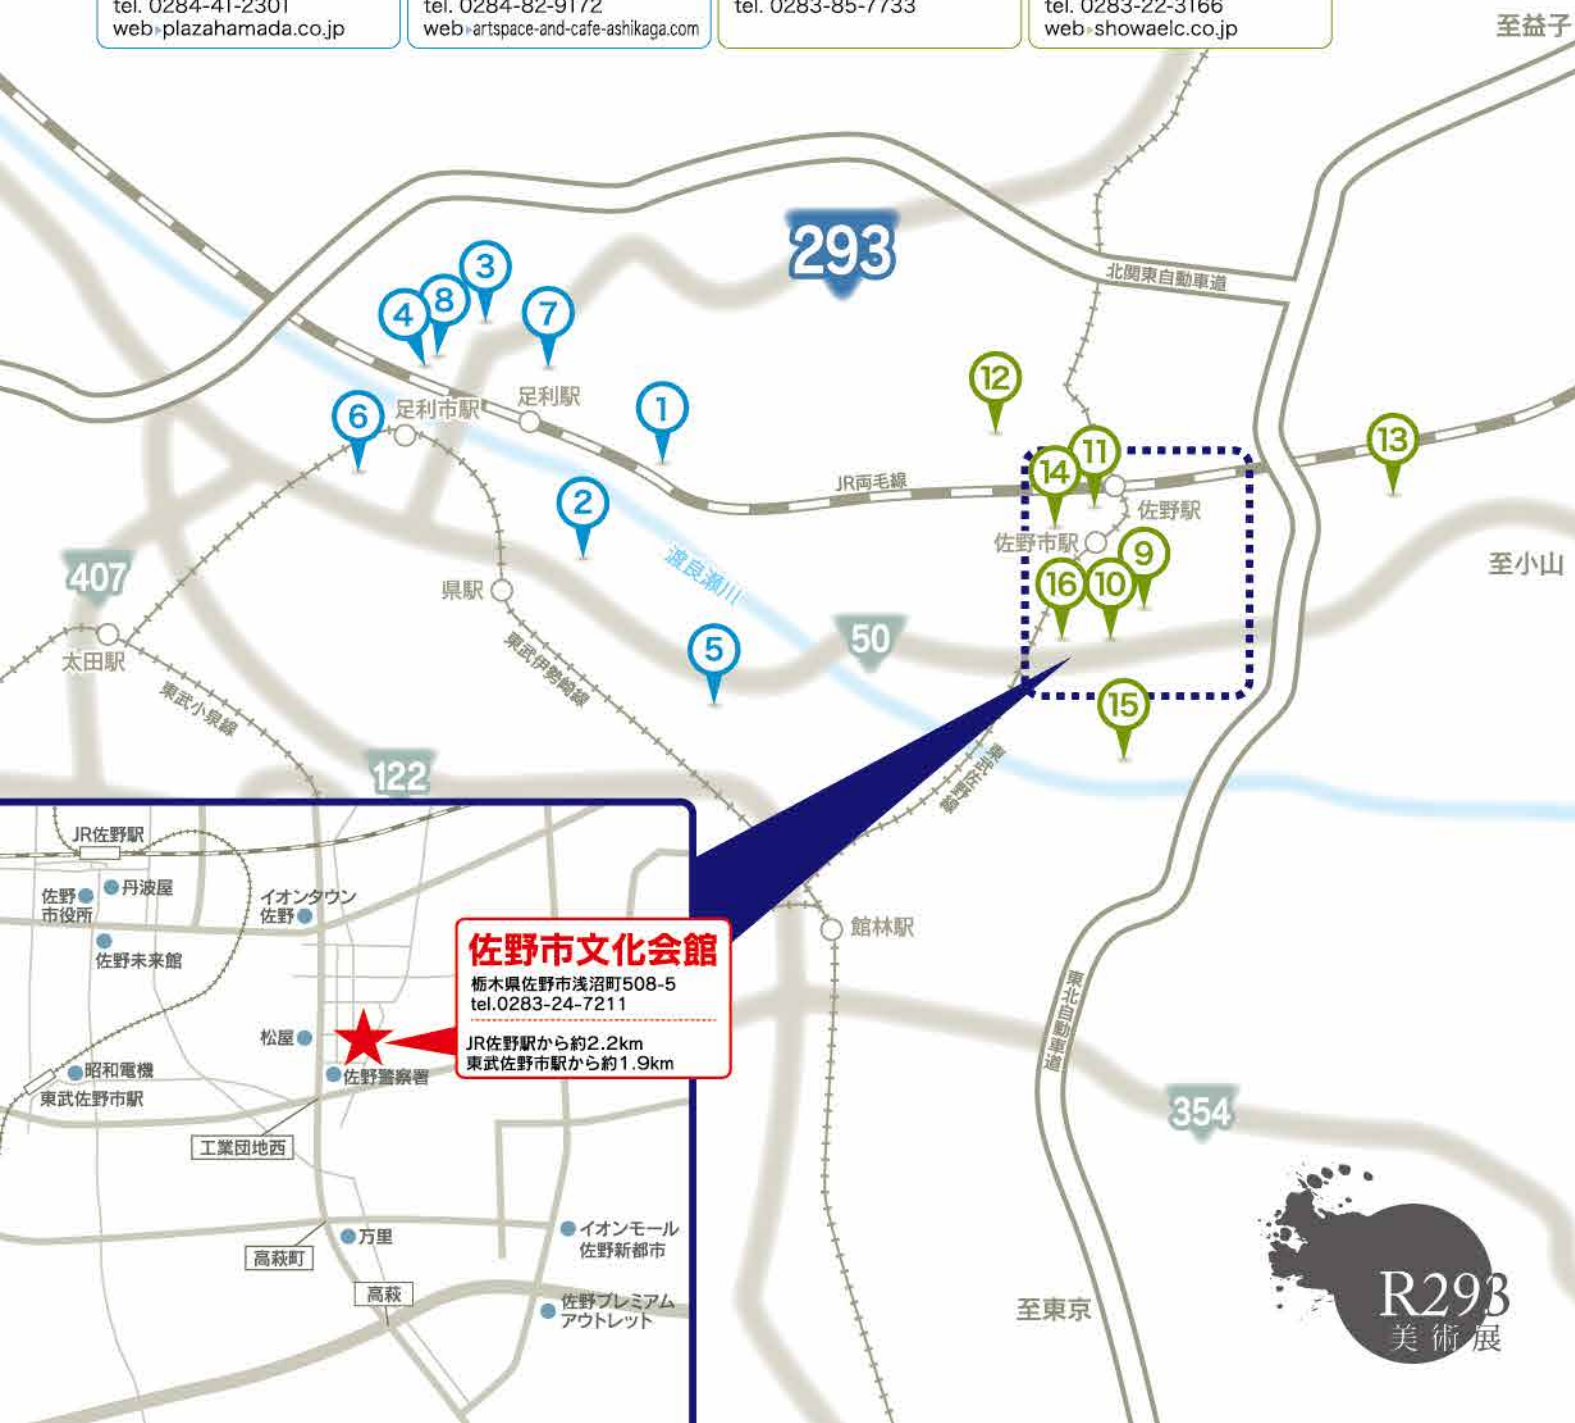 tel. 0284-41-2301
web▸plazahamada.co.jp
tel. 0284-82-9172
web▸artspace-and-cafe-ashikaga.com
tel. 0283-85-7733
tel. 0283-22-3166
web▸showaelc.co.jp
至益子
293
北関東自動車道
3
8
4
7
6
足利市駅
足利駅
1
12
13
11
14
JR両毛線
佐野駅
2
佐野市駅
9
16
10
渡良瀬川
至小山
407
県駅
50
5
太田駅
東武伊勢崎線
東武小泉線
15
122
東武佐野線
JR佐野駅
丹波屋
佐野
市役所
イオンタウン
佐野
佐野未来館
館林駅
佐野市文化会館
栃木県佐野市浅沼町508-5
tel.0283-24-7211
JR佐野駅から約2.2km
東武佐野市駅から約1.9km
松屋
昭和電機
佐野警察署
東武佐野市駅
東北自動車道
工業団地西
354
万里
高萩町
イオンモール
佐野新都市
高萩
佐野プレミアム
アウトレット
至東京
R293
美術展